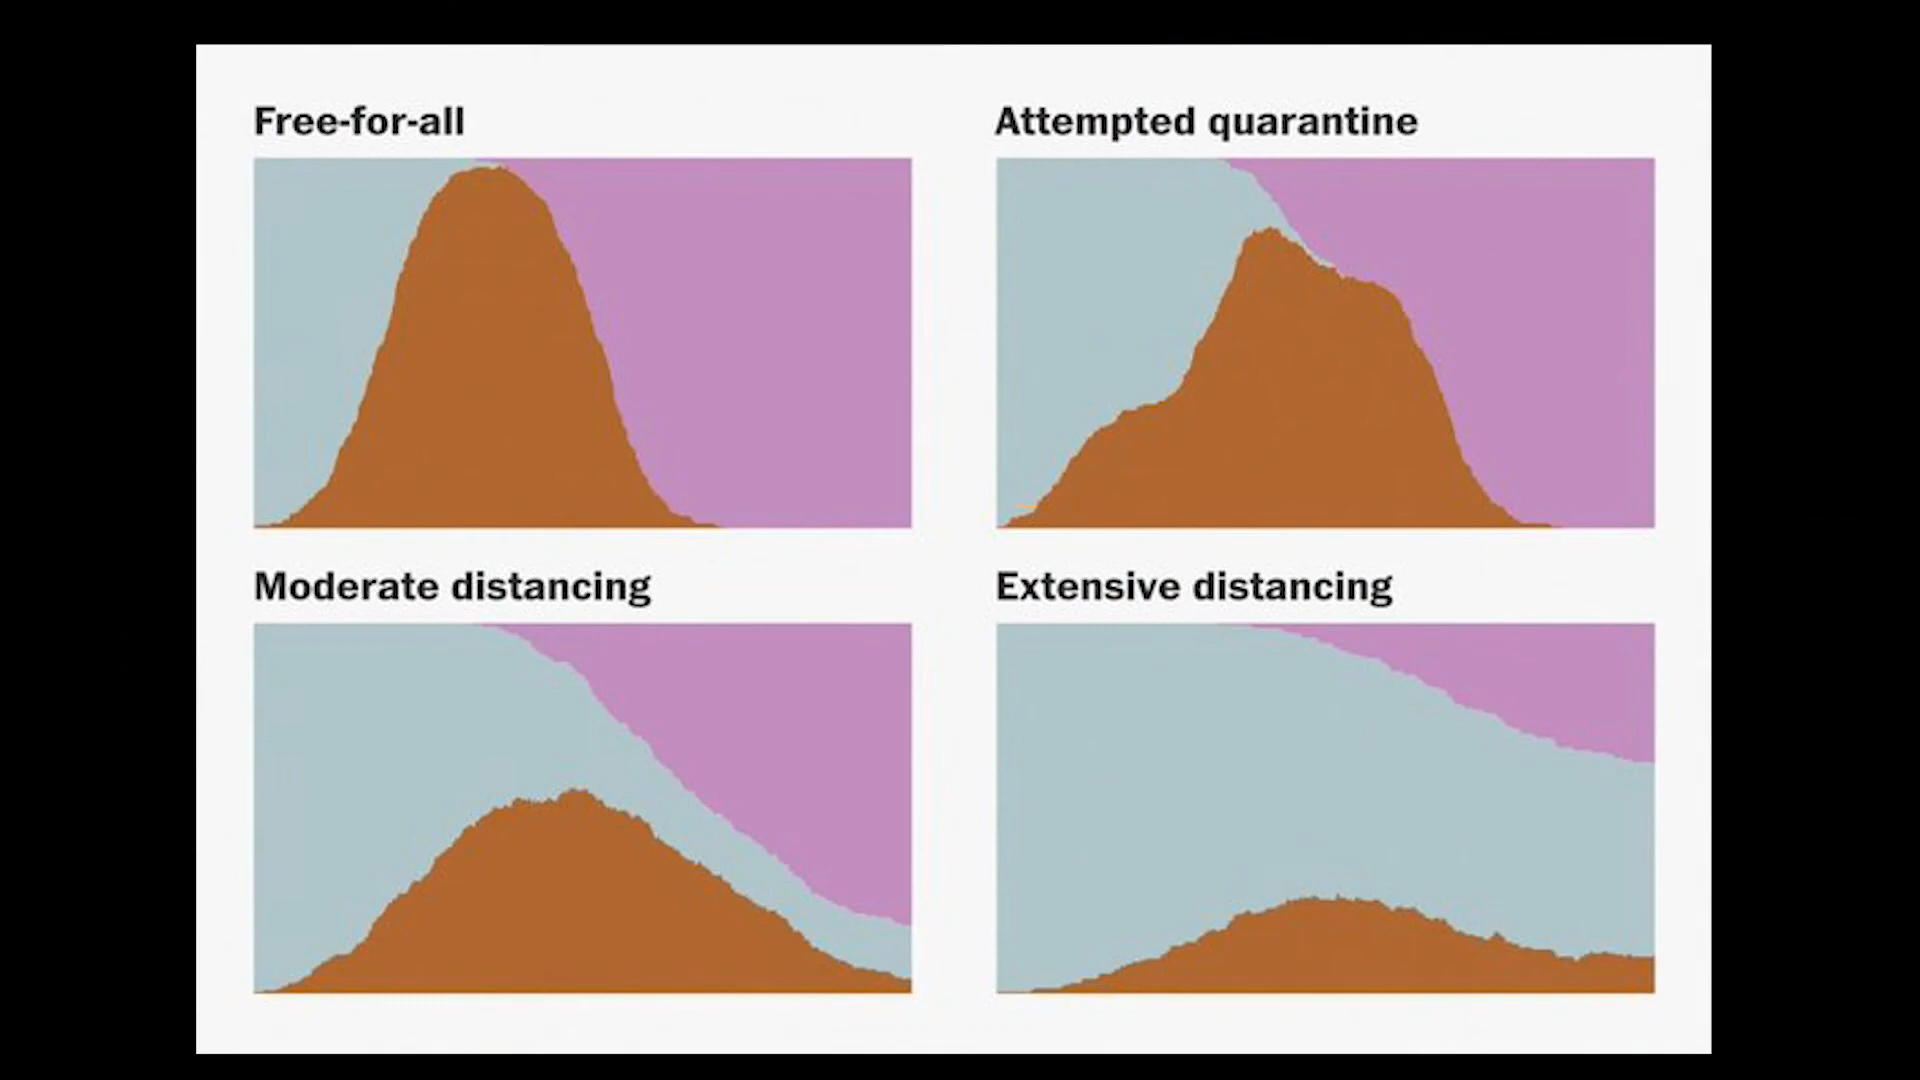 Free-for-all
Attempted quarantine
Moderate distancing
Extensive distancing